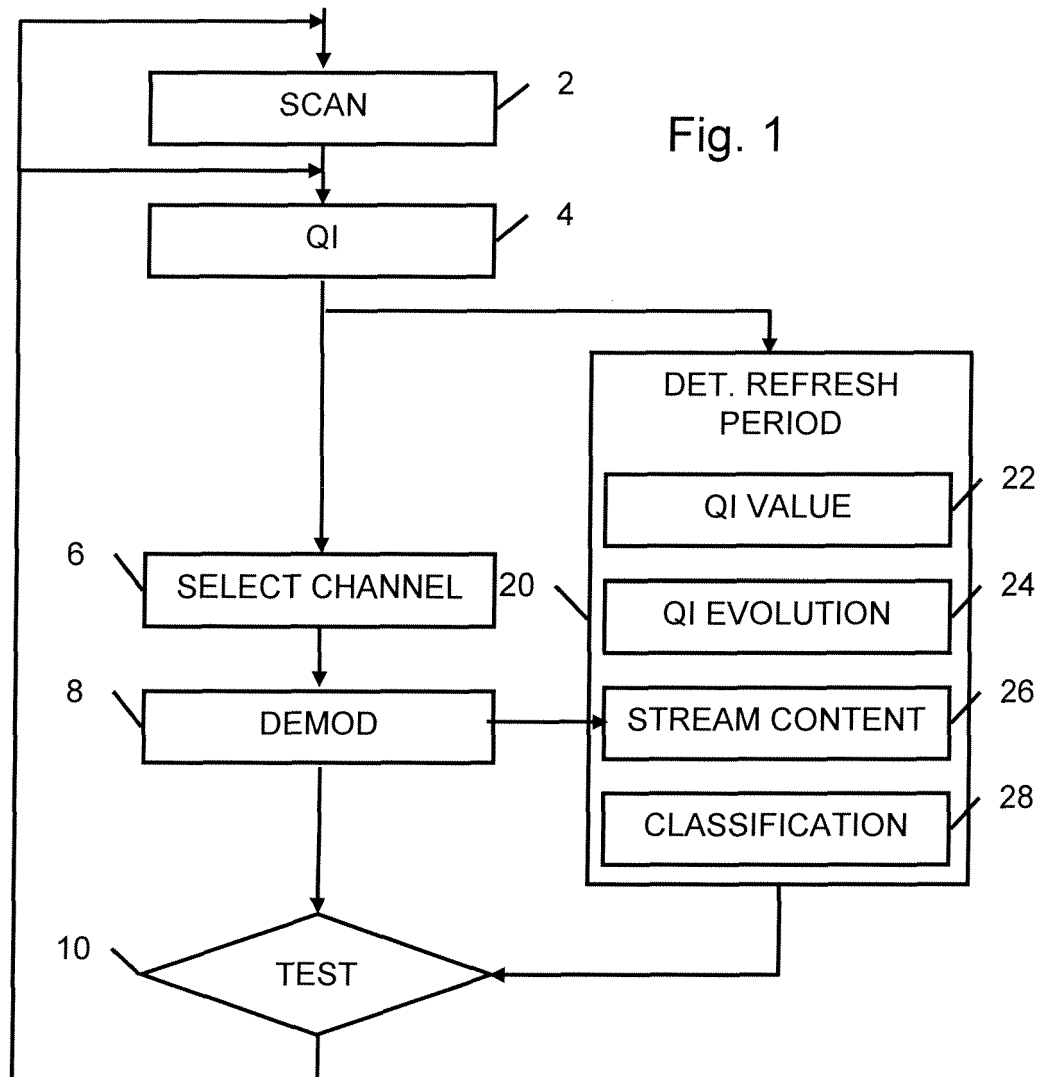 SCAN
2
Fig. 1
QI
4
DET. REFRESH
PERIOD
QI VALUE
22
6
SELECT CHANNEL
20
QI EVOLUTION
24
8
DEMOD
STREAM CONTENT
26
CLASSIFICATION
28
10
TEST